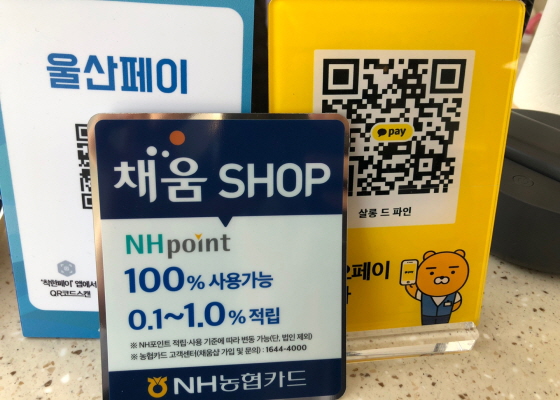 울산페이
'착한페이' 앱에서
QR코드스캔
채움 SHOP
NHpoint
100% 사용가능
0.1~1.0% 적립
※ NH포인트 적립·사용 기준에 따라 변동 가능(단, 법인 제외)
※ 농협카드 고객센터(채움샵 가입 및 문의) : 1644-4000
NH농협카드
pay
살롱 드 파인
오페이